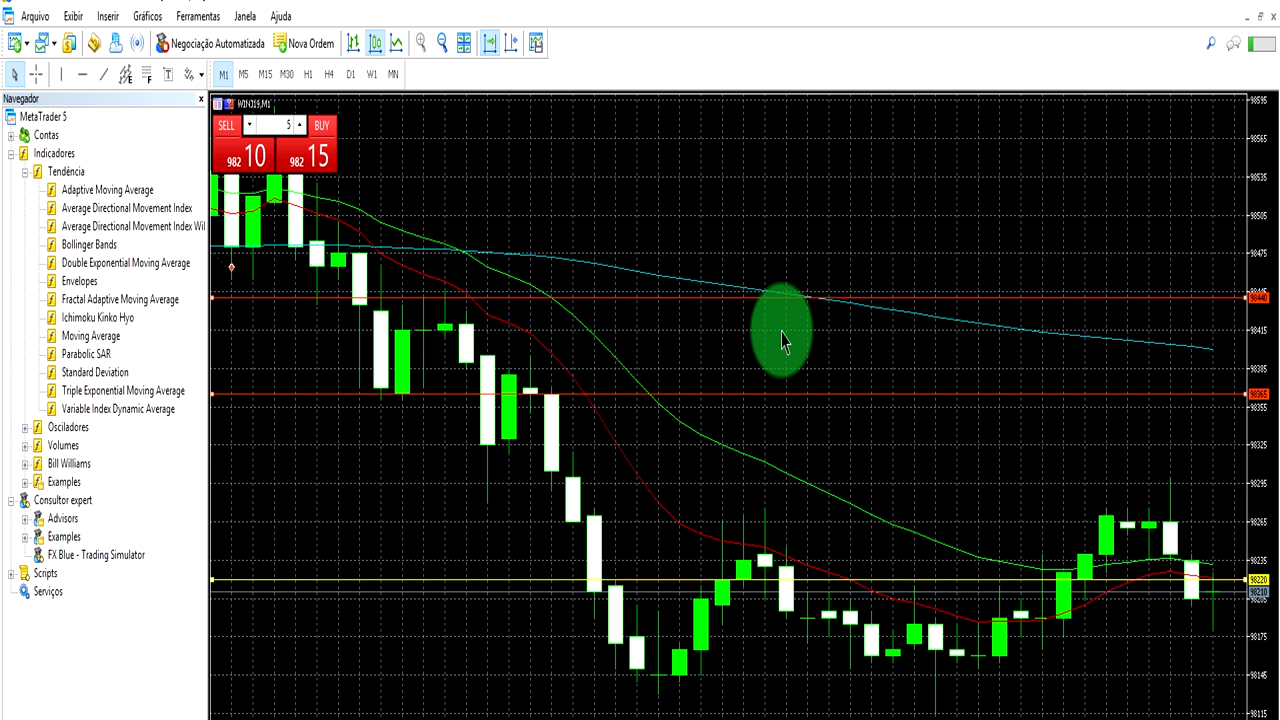 Arquivo Exibir Inserir Gráficos Ferramentas Janela Ajuda
Negociação Automatizada Nova Ordem
M1 M5 M15 M30 H1 H4 D1 W1 MN
Navegador
MetaTrader 5
Contas
Indicadores
Tendência
Adaptive Moving Average
Average Directional Movement Index
Average Directional Movement Index Wil
Bollinger Bands
Double Exponential Moving Average
Envelopes
Fractal Adaptive Moving Average
Ichimoku Kinko Hyo
Moving Average
Parabolic SAR
Standard Deviation
Triple Exponential Moving Average
Variable Index Dynamic Average
Osciladores
Volumes
Bill Williams
Examples
Consultor expert
Advisors
Examples
FX Blue - Trading Simulator
Scripts
Serviços
WINJ19,M1
SELL 5 BUY
982 10 982 15
98595
98565
98535
98505
98475
98440
98415
98385
98365
98355
98325
98295
98265
98235
98220
98210
98175
98145
98115